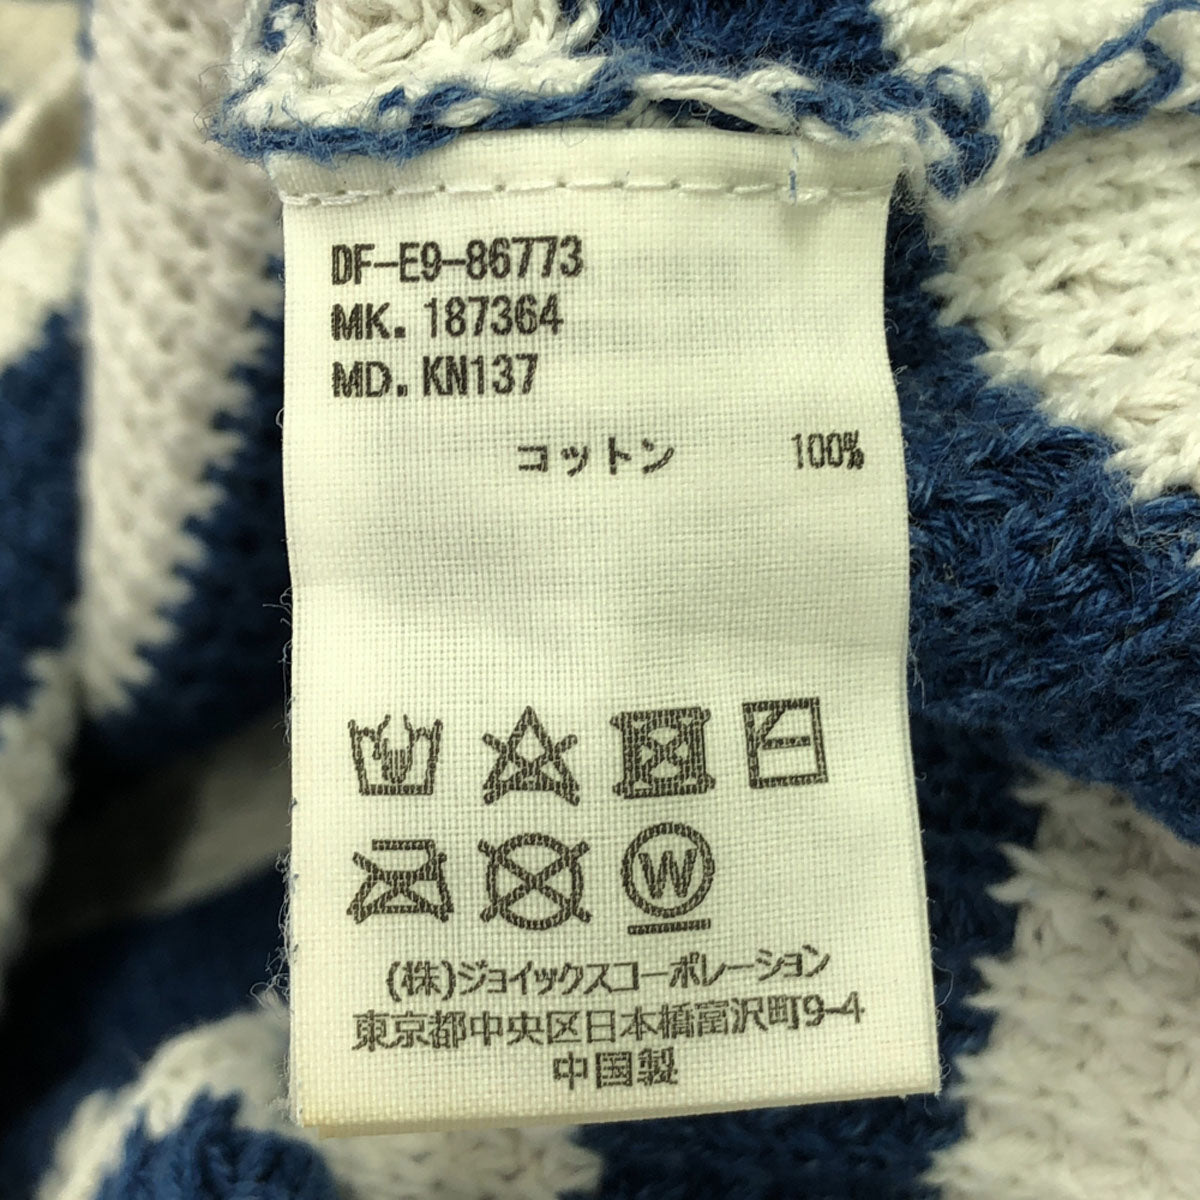 DF-E9-86773
MK. 187364
MD. KN137
コットン 100%
W
(株)ジョイックスコーポレーション
東京都中央区日本橋富沢町9-4
中国製